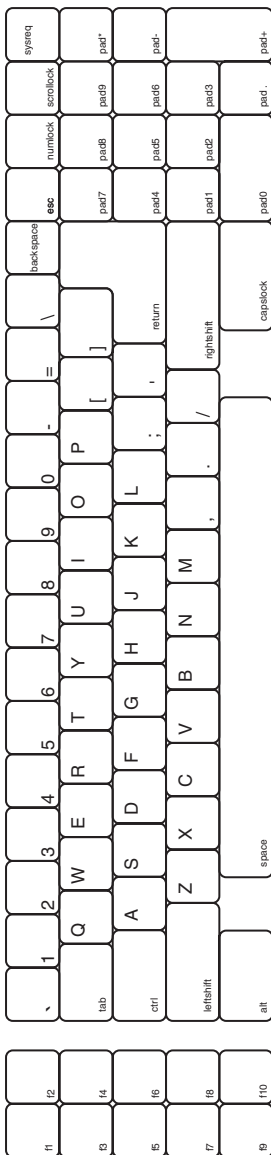 f1 f2 ` 1 2 3 4 5 6 7 8 9 0 - = \ backspace esc numlock scrollock sysreq
f3 f4 tab Q W E R T Y U I O P [ ] pad7 pad8 pad9 pad*
f5 f6 ctrl A S D F G H J K L ; ' return pad4 pad5 pad6 pad-
f7 f8 leftshift Z X C V B N M , . / rightshift pad1 pad2 pad3
f9 f10 alt space capslock pad0 pad. pad+